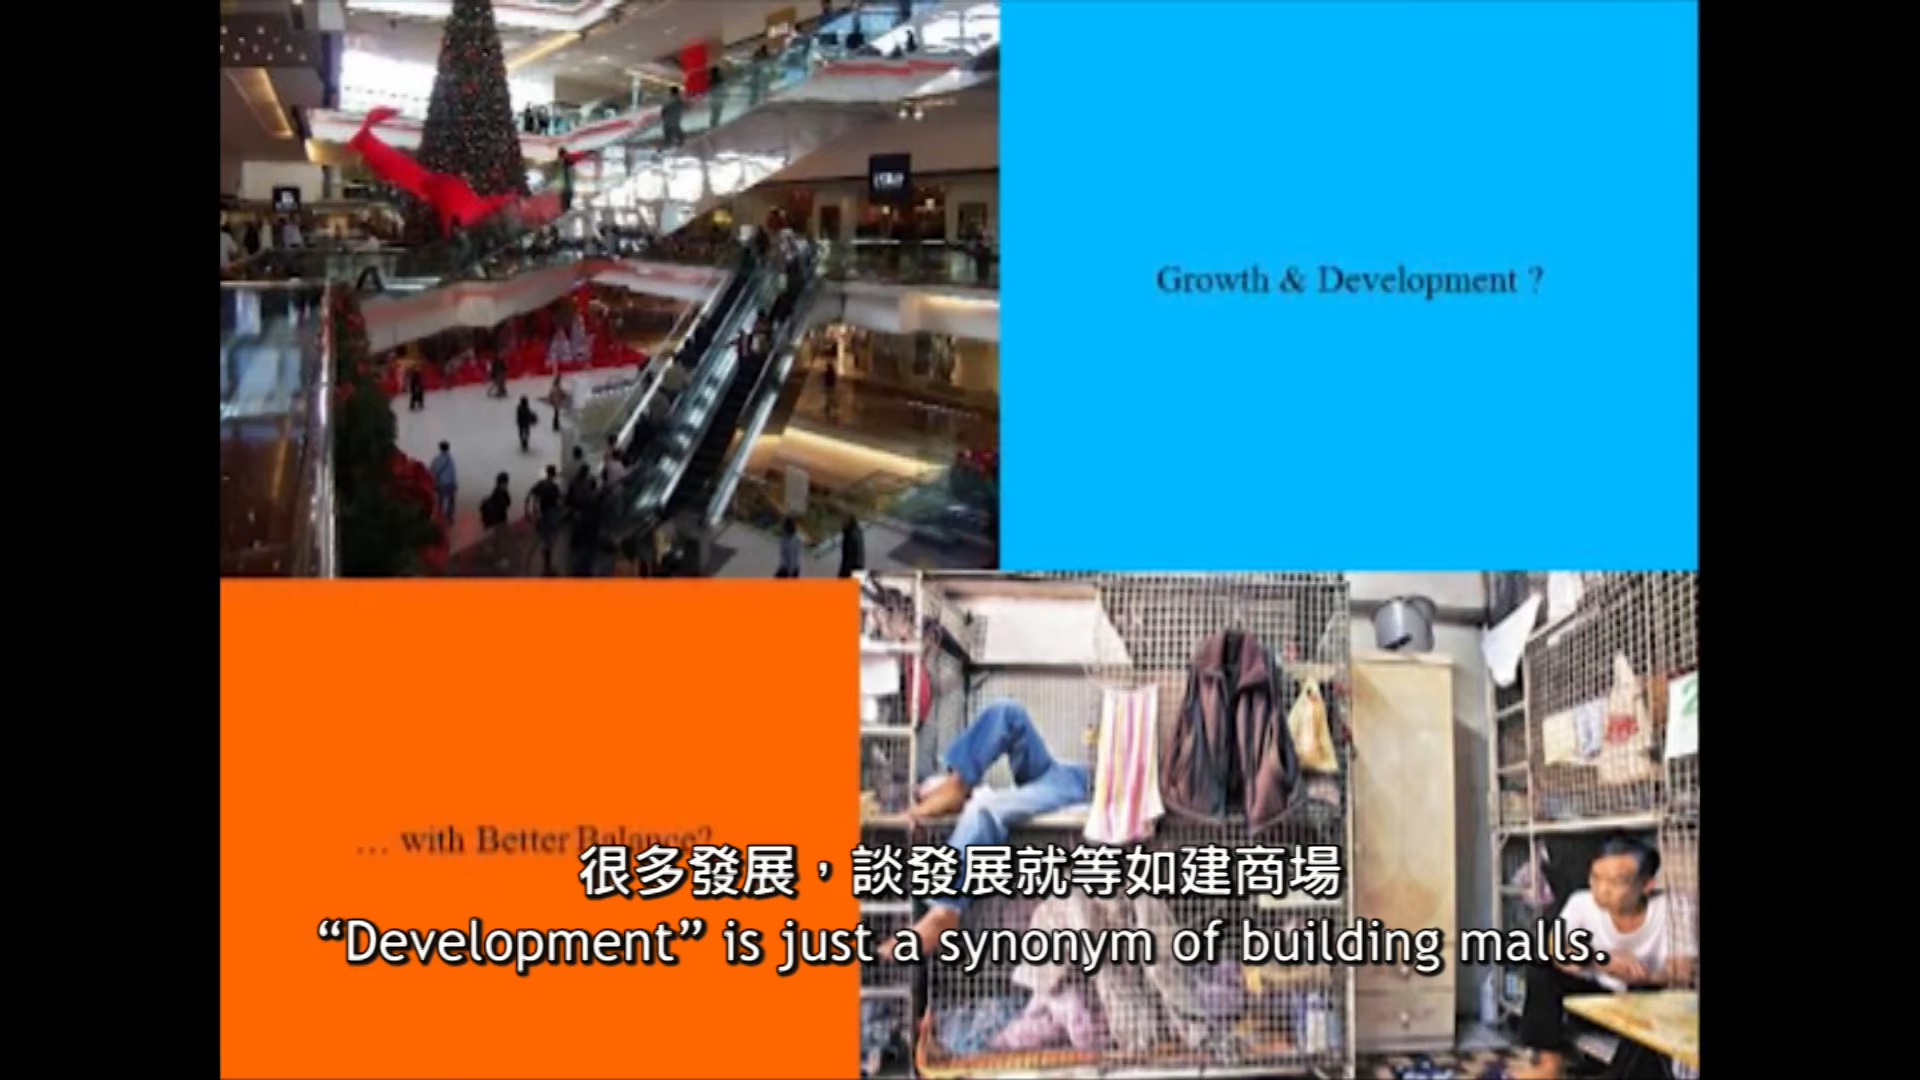 Growth & Development ?
… with Better Balance?
很多發展，談發展就等如建商場
“Development” is just a synonym of building malls.